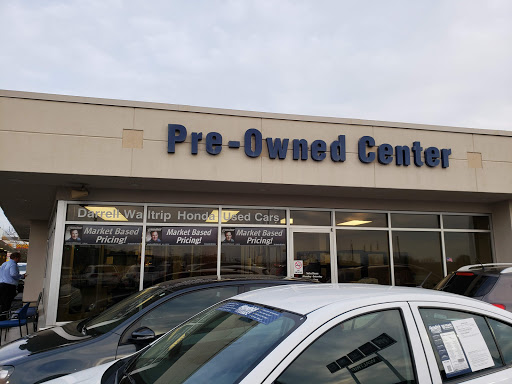 Pre-Owned Center
Darrell Waltrip Honda Used Cars
Market Based Pricing!
Market Based Pricing!
Market Based Pricing!